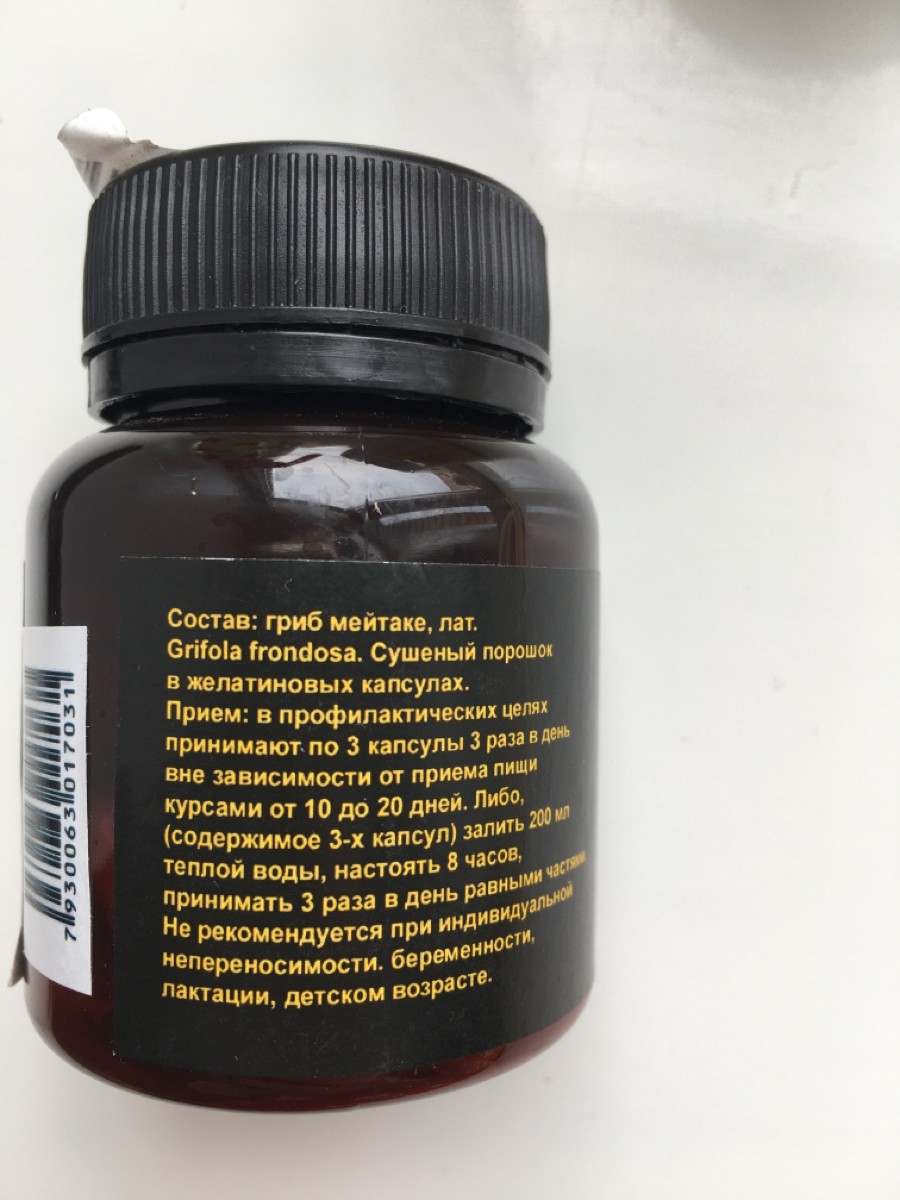 Состав: гриб мейтаке, лат.
Grifola frondosa. Сушеный порошок
в желатиновых капсулах.
Прием: в профилактических целях
принимают по 3 капсулы 3 раза в день
вне зависимости от приема пищи
курсами от 10 до 20 дней. Либо,
(содержимое 3-х капсул) залить 200 мл
теплой воды, настоять 8 часов,
принимать 3 раза в день равными частями.
Не рекомендуется при индивидуальной
непереносимости. беременности,
лактации, детском возрасте.
7930063017031